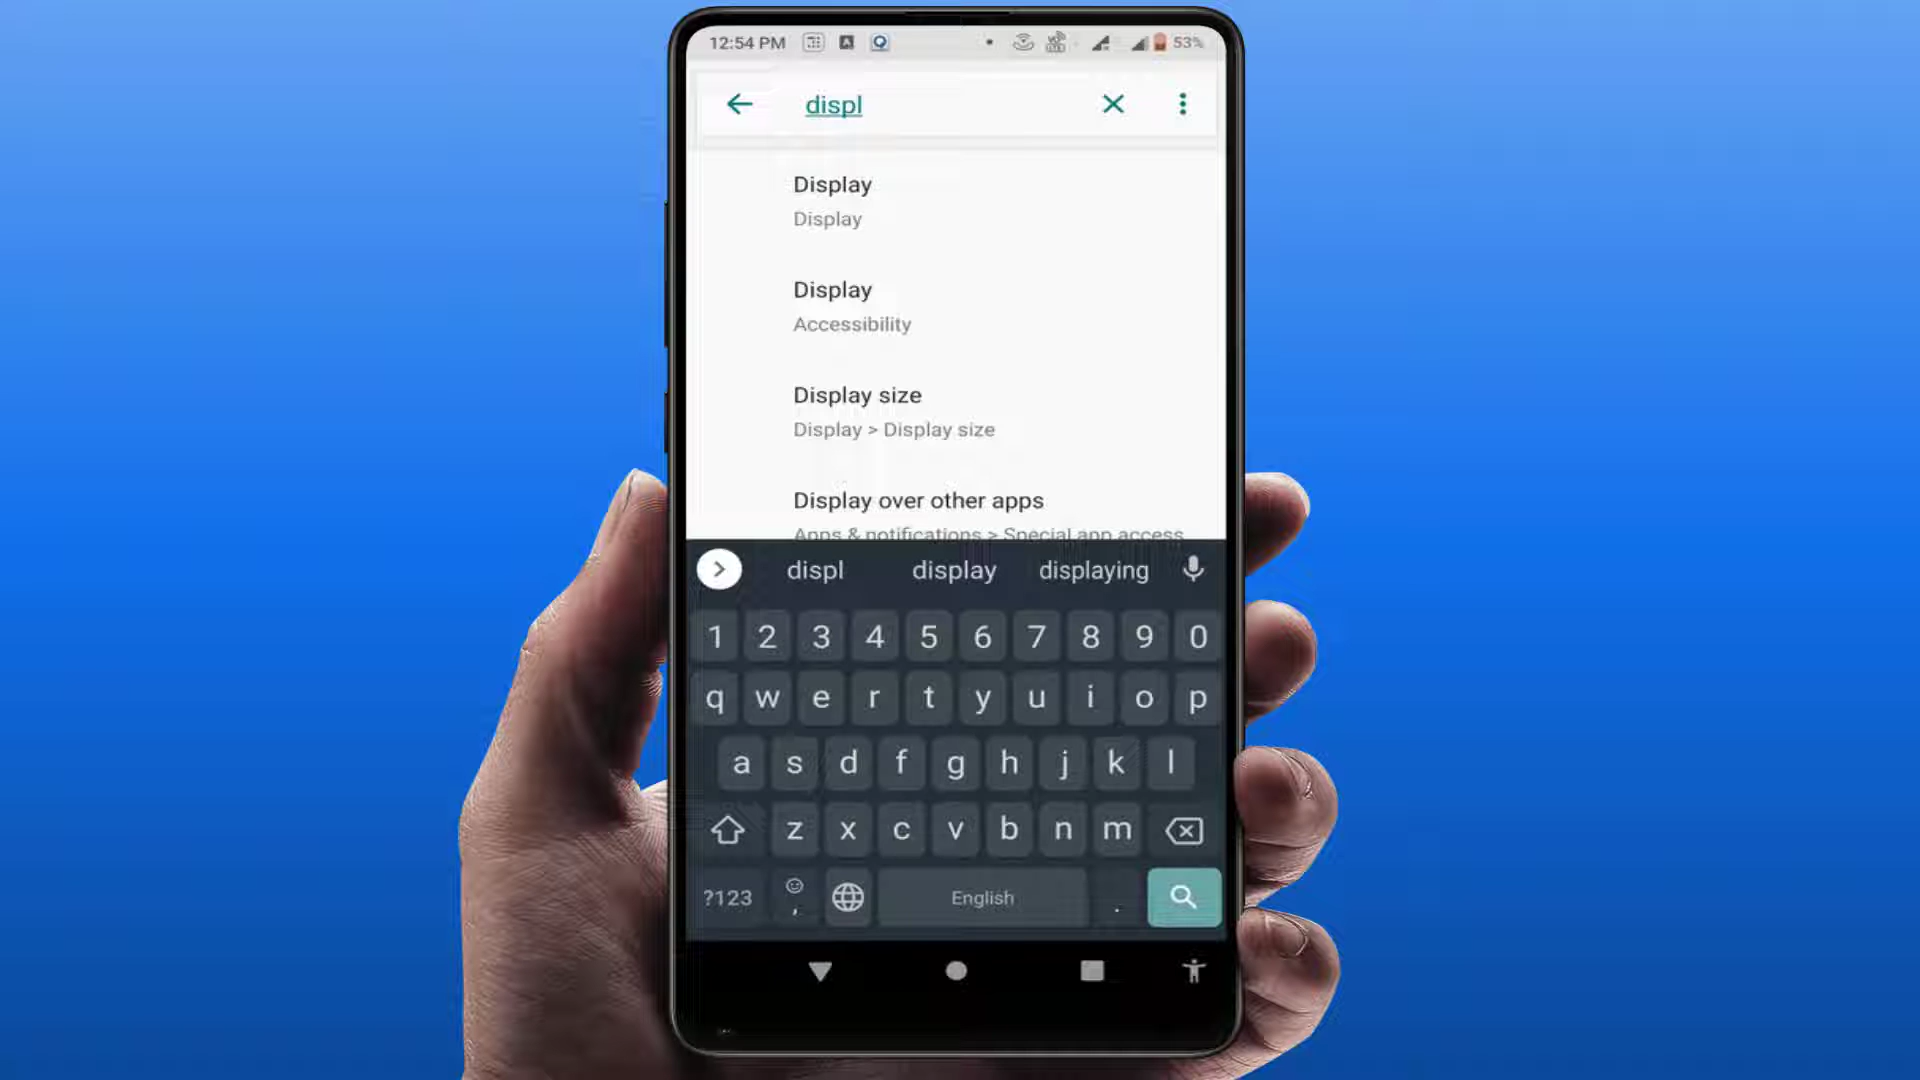 12:54 PM
53%
displ
Display
Display
Display
Accessibility
Display size
Display > Display size
Display over other apps
Apps & notifications > Special app access
displ display displaying
1 2 3 4 5 6 7 8 9 0
q w e r t y u i o p
a s d f g h j k l
z x c v b n m
?123 , English .